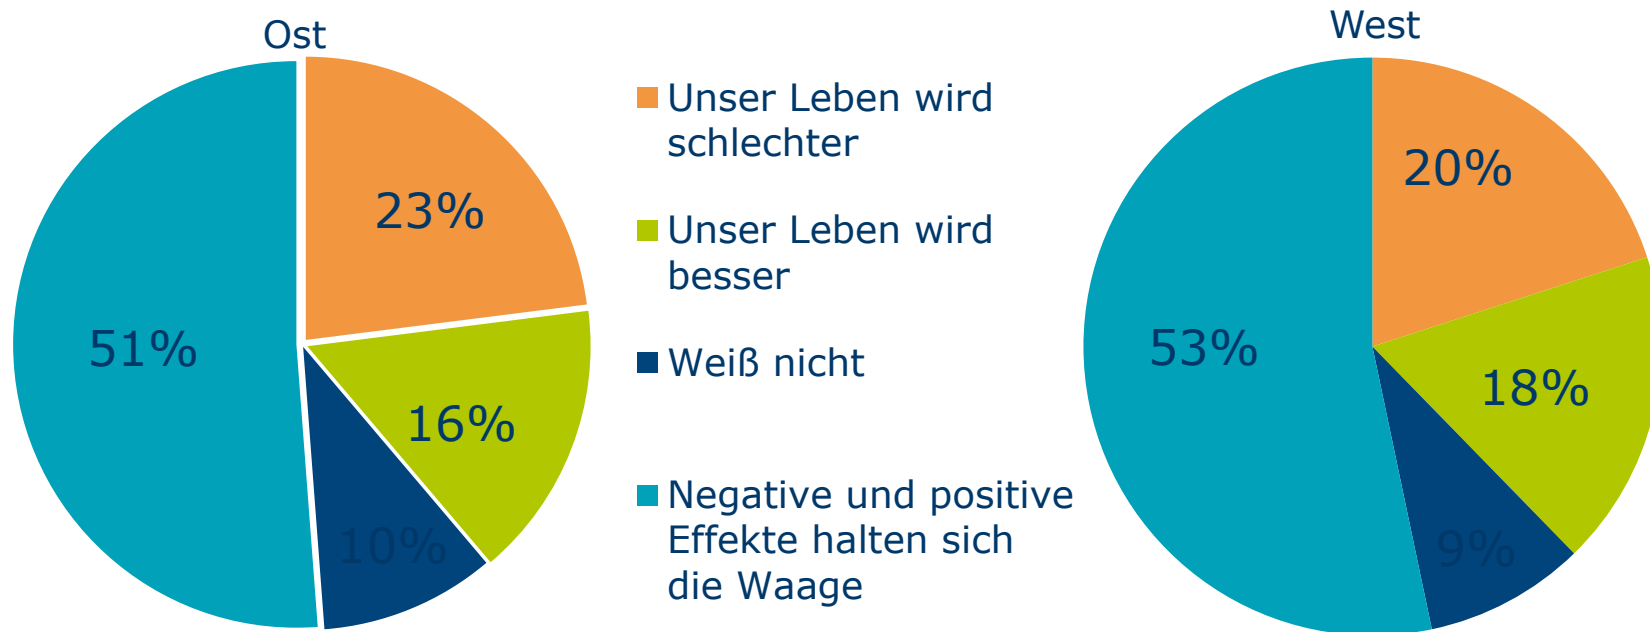 Ost
23%
51%
16%
10%
Unser Leben wird
schlechter
Unser Leben wird
besser
Weiß nicht
Negative und positive
Effekte halten sich
die Waage
West
20%
53%
18%
9%